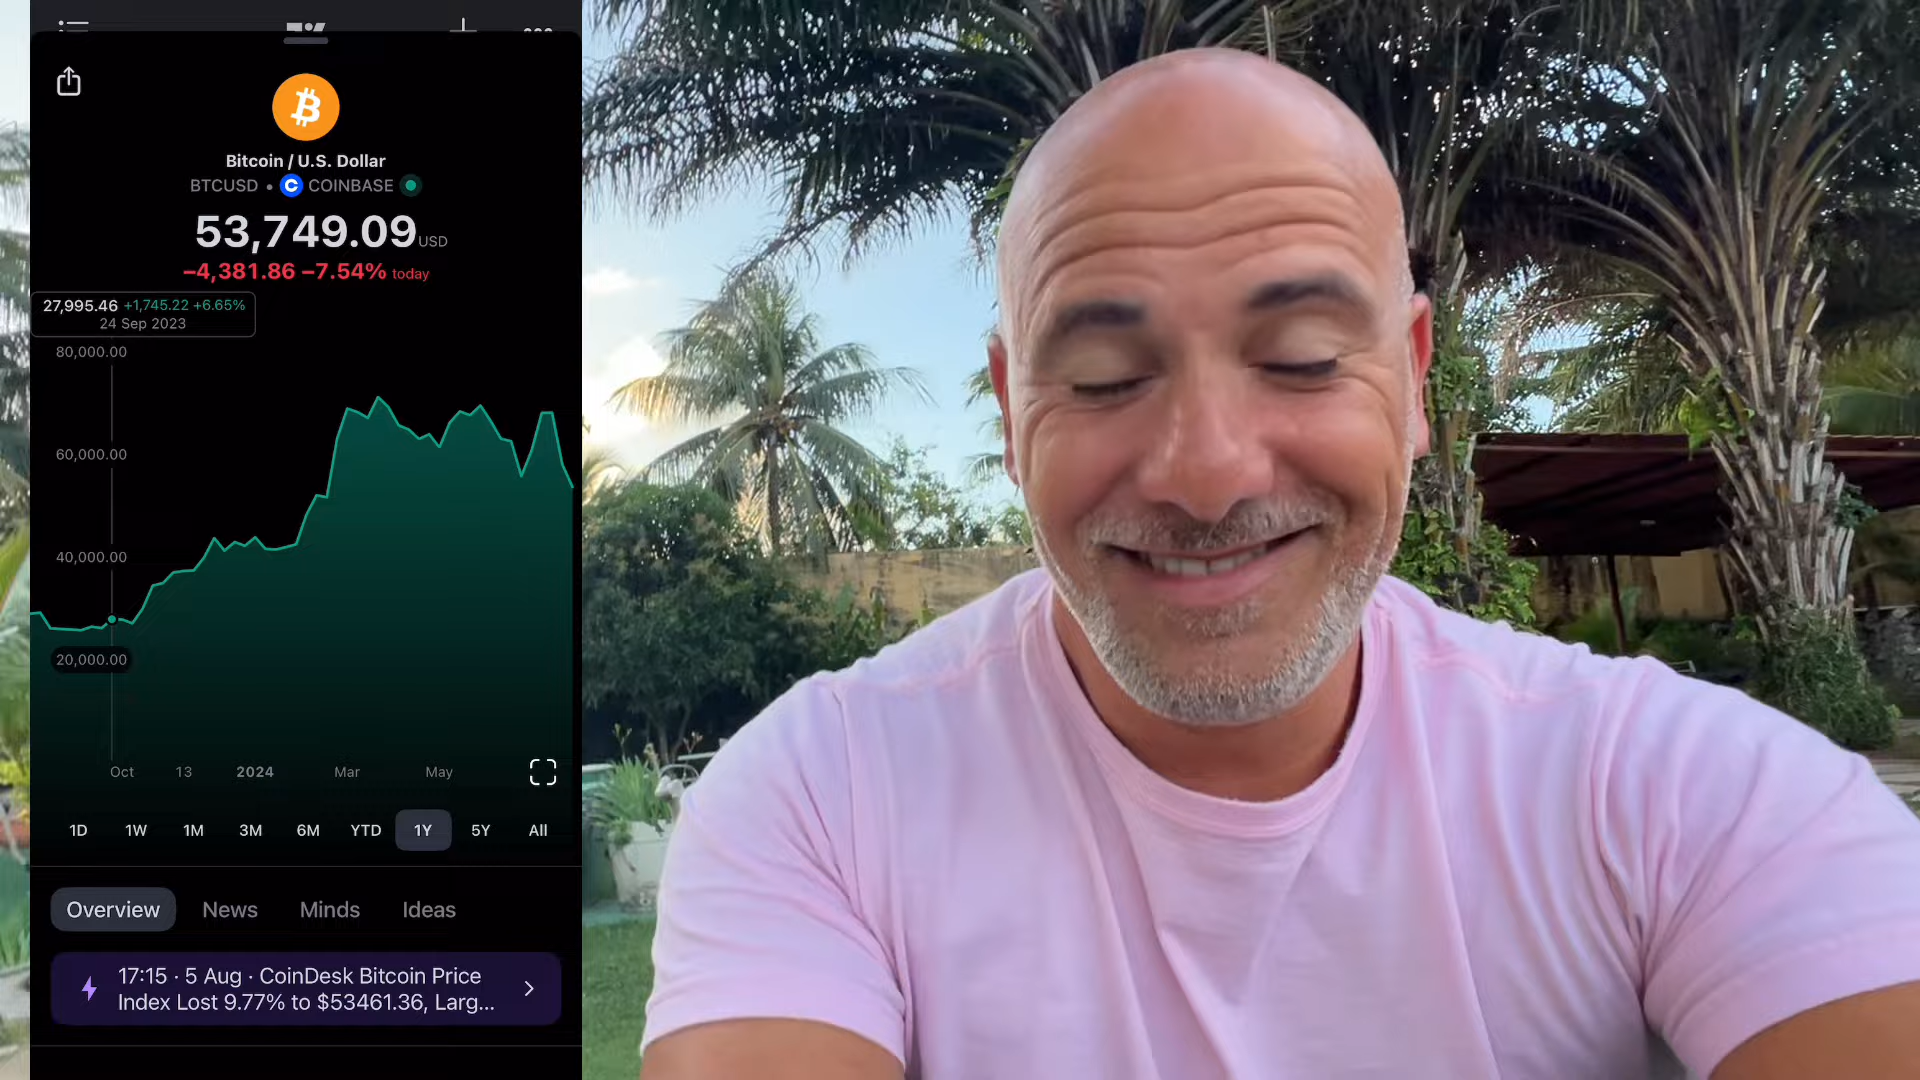 Bitcoin / U.S. Dollar
BTCUSD • COINBASE
53,749.09 USD
−4,381.86 −7.54% today
27,995.46 +1,745.22 +6.65%
24 Sep 2023
80,000.00
60,000.00
40,000.00
20,000.00
Oct 13 2024 Mar May
1D 1W 1M 3M 6M YTD 1Y 5Y All
Overview News Minds Ideas
17:15 · 5 Aug · CoinDesk Bitcoin Price
Index Lost 9.77% to $53461.36, Larg...